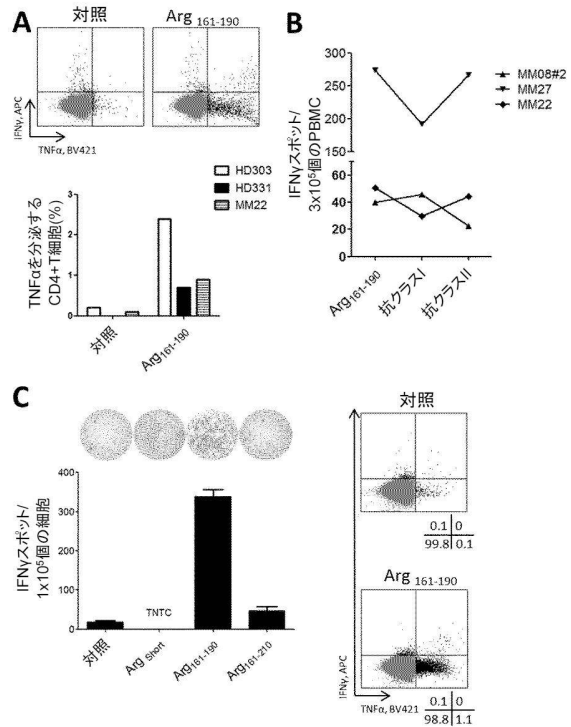 A
対照
Arg 161-190
IFNγ, APC
TNFα, BV421
HD303
HD331
MM22
TNFαを分泌する
CD4+T細胞(%)
3
2
1
0
対照
Arg161-190
B
300
250
200
150
100
80
60
40
20
0
IFNγスポット/
3x10⁵個のPBMC
MM08#2
MM27
MM22
Arg161-190
抗クラスI
抗クラスII
C
400
300
200
100
0
IFNγスポット/
1x10⁵個の細胞
TNTC
対照
Arg Short
Arg161-190
Arg161-210
対照
0.1 0
99.8 0.1
Arg 161-190
IFNγ, APC
TNFα, BV421
0.1 0
98.8 1.1